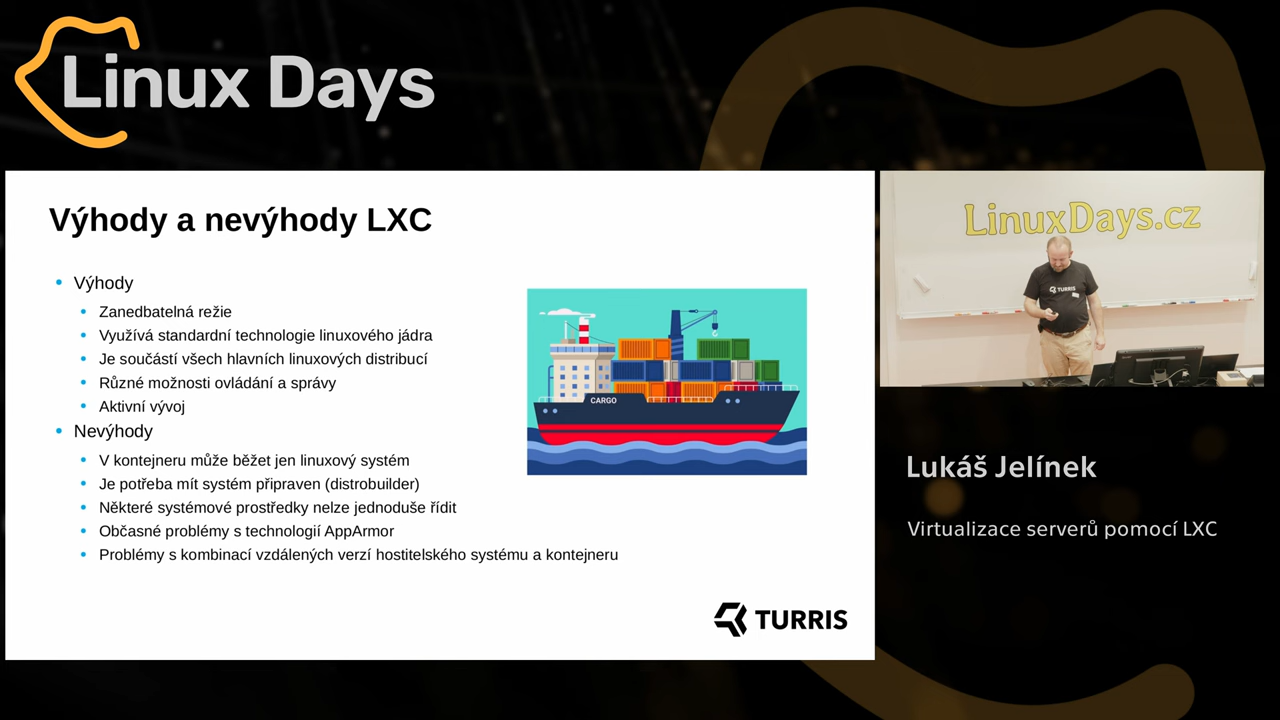 Linux Days
Výhody a nevýhody LXC
Výhody
Zanedbatelná režie
Využívá standardní technologie linuxového jádra
Je součástí všech hlavních linuxových distribucí
Různé možnosti ovládání a správy
Aktivní vývoj
Nevýhody
V kontejneru může běžet jen linuxový systém
Je potřeba mít systém připraven (distrobuilder)
Některé systémové prostředky nelze jednoduše řídit
Občasné problémy s technologií AppArmor
Problémy s kombinací vzdálených verzí hostitelského systému a kontejneru
CARGO
TURRIS
LinuxDays.cz
TURRIS
Lukáš Jelínek
Virtualizace serverů pomocí LXC